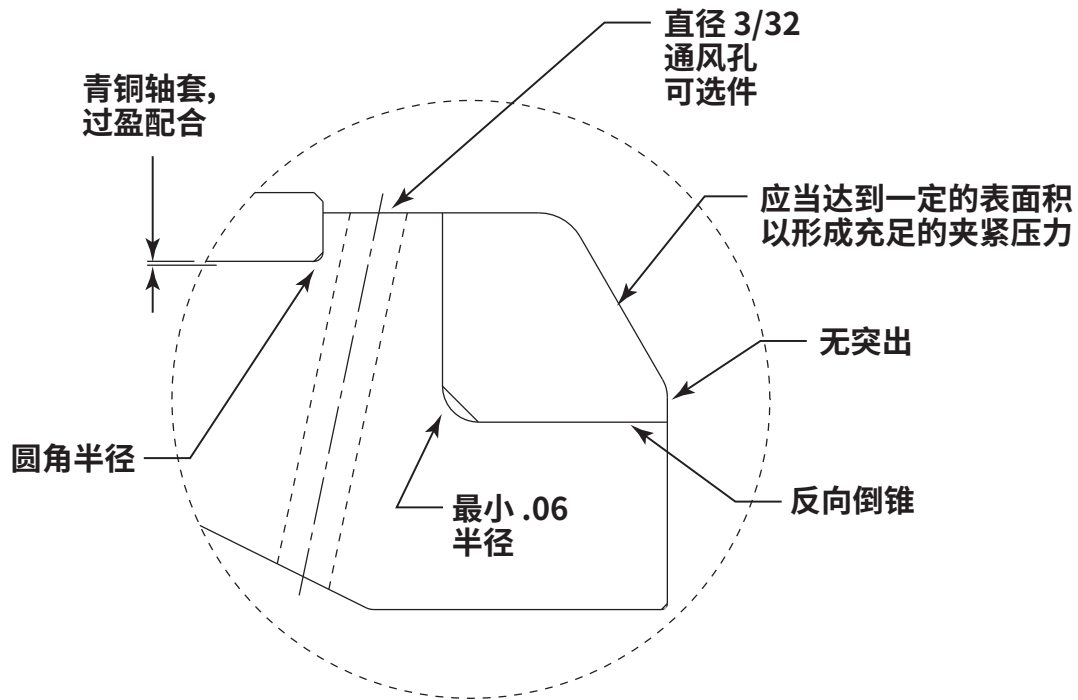 直径 3/32
通风孔
可选件
青铜轴套，
过盈配合
应当达到一定的表面积
以形成充足的夹紧压力
无突出
圆角半径
最小 .06
半径
反向倒锥